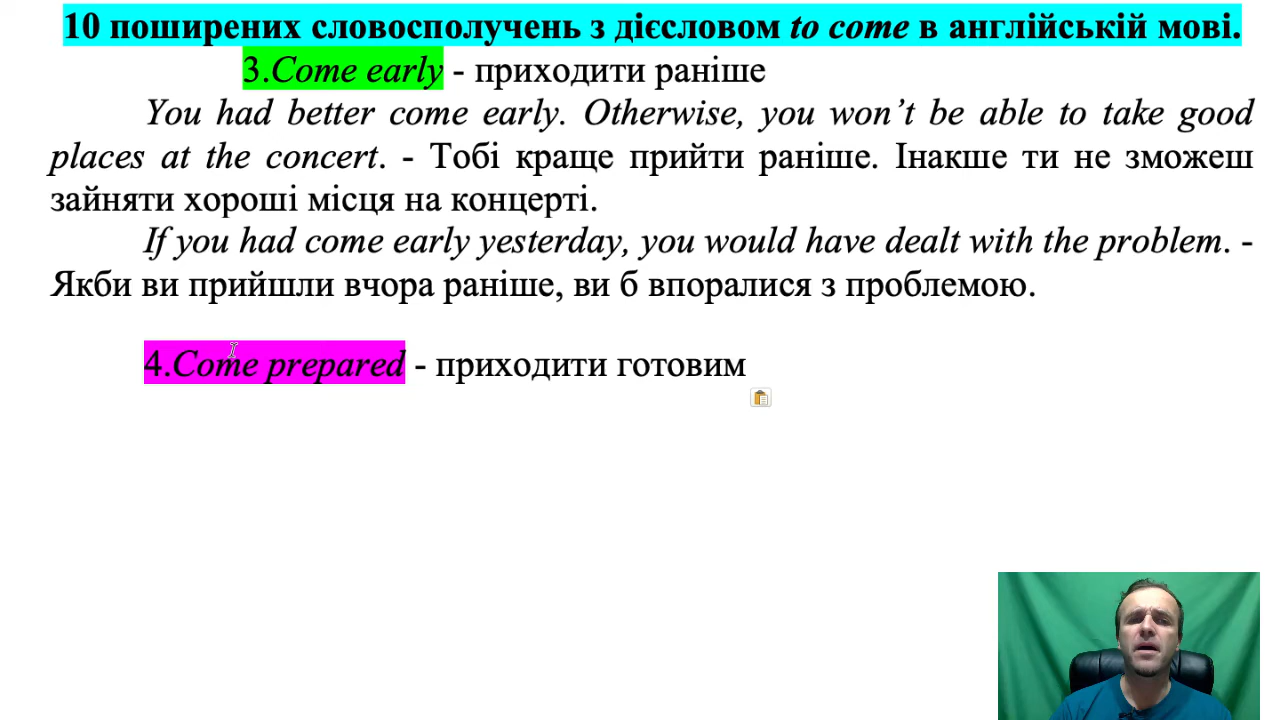 10 поширених словосполучень з дієсловом to come в англійській мові.
3.Come early - приходити раніше
You had better come early. Otherwise, you won’t be able to take good
places at the concert. - Тобі краще прийти раніше. Інакше ти не зможеш
зайняти хороші місця на концерті.
If you had come early yesterday, you would have dealt with the problem. -
Якби ви прийшли вчора раніше, ви б впоралися з проблемою.
4.Come prepared - приходити готовим